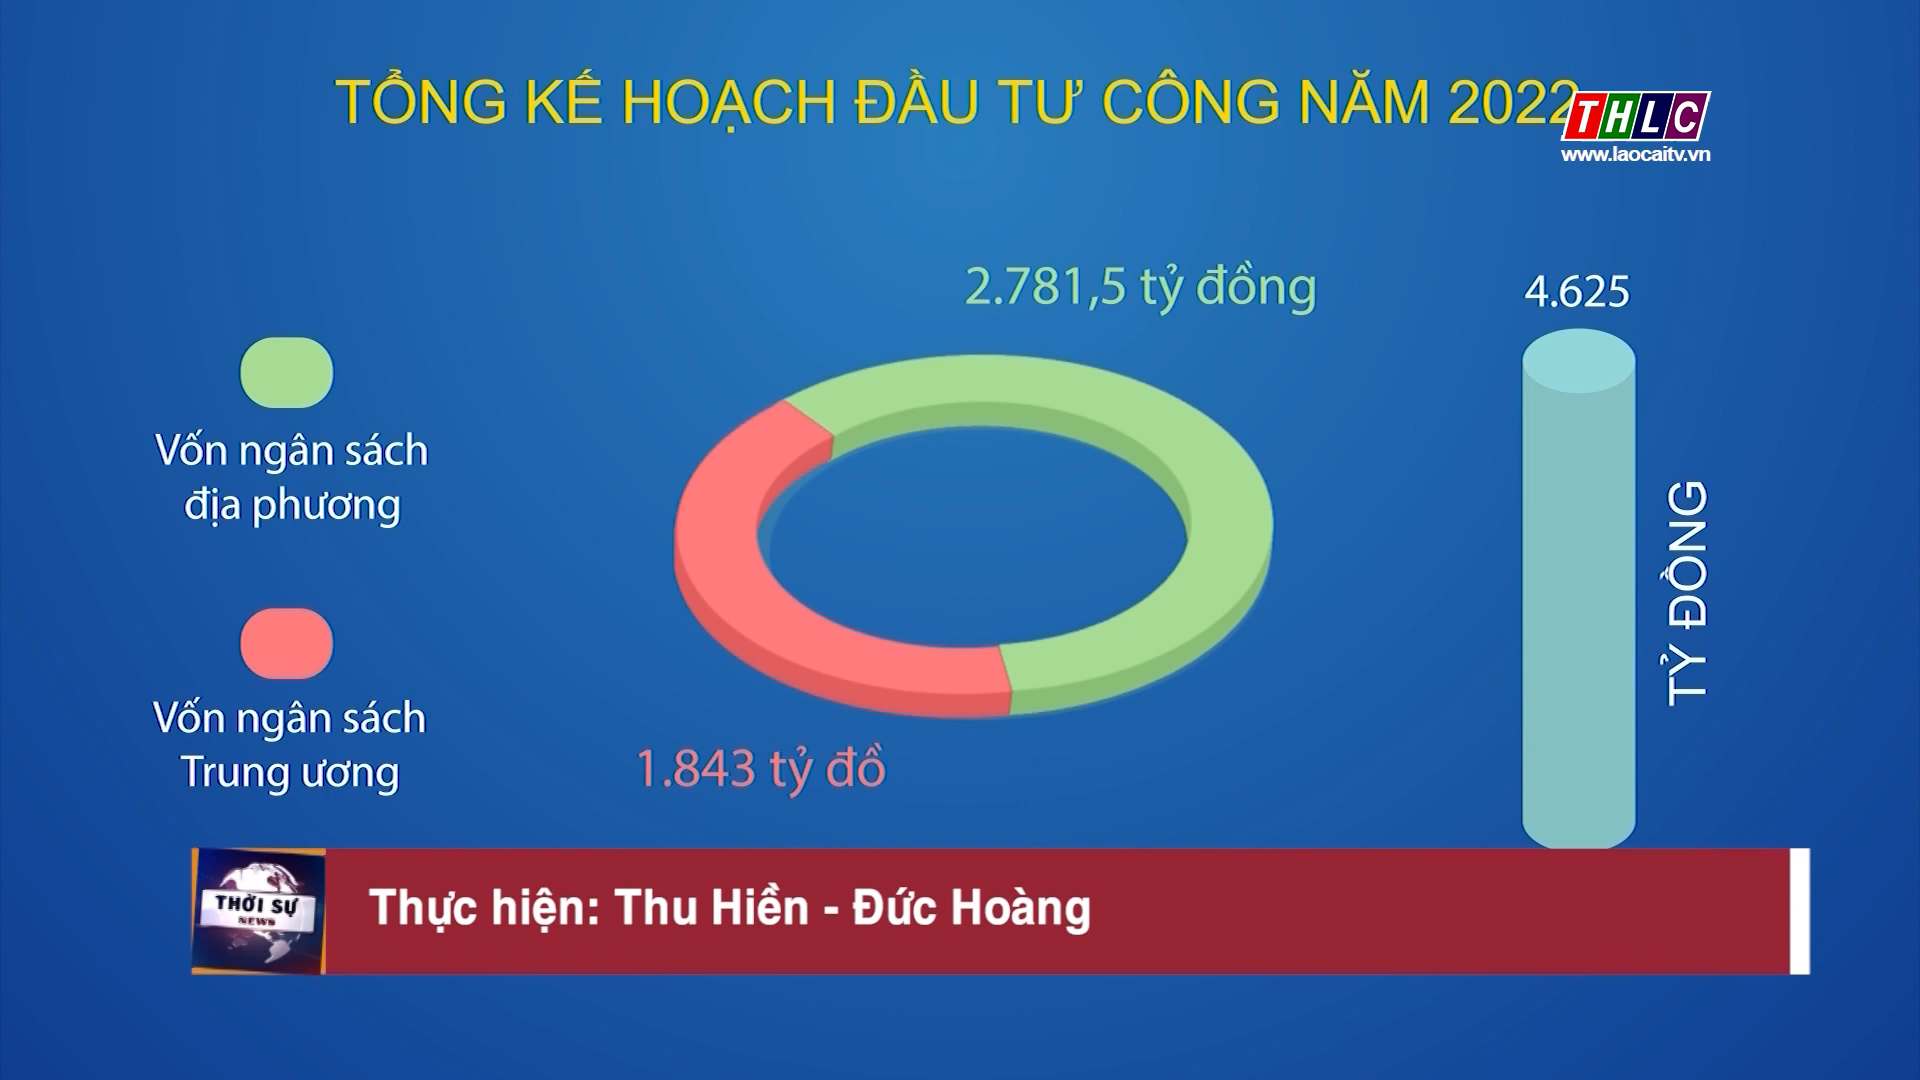 TỔNG KẾ HOẠCH ĐẦU TƯ CÔNG NĂM 2022
THLC
www.laocaitv.vn
2.781,5 tỷ đồng
4.625
Vốn ngân sách
địa phương
TỶ ĐỒNG
Vốn ngân sách
Trung ương
1.843 tỷ đồ
THỜI SỰ
NEWS
Thực hiện: Thu Hiền - Đức Hoàng